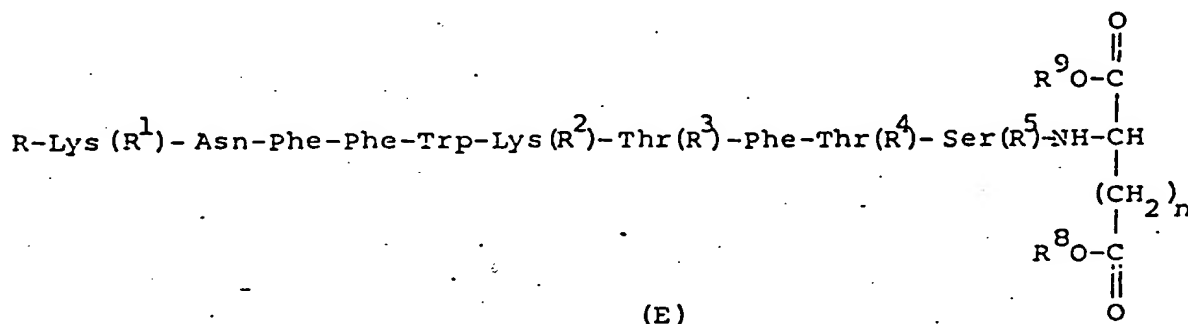 O
R⁹O-C
R-Lys (R¹)- Asn-Phe-Phe-Trp-Lys (R²)-Thr(R³)-Phe-Thr(R⁴)- Ser(R⁵)-NH-CH
(CH₂)n
R⁸O-C
O
(E)